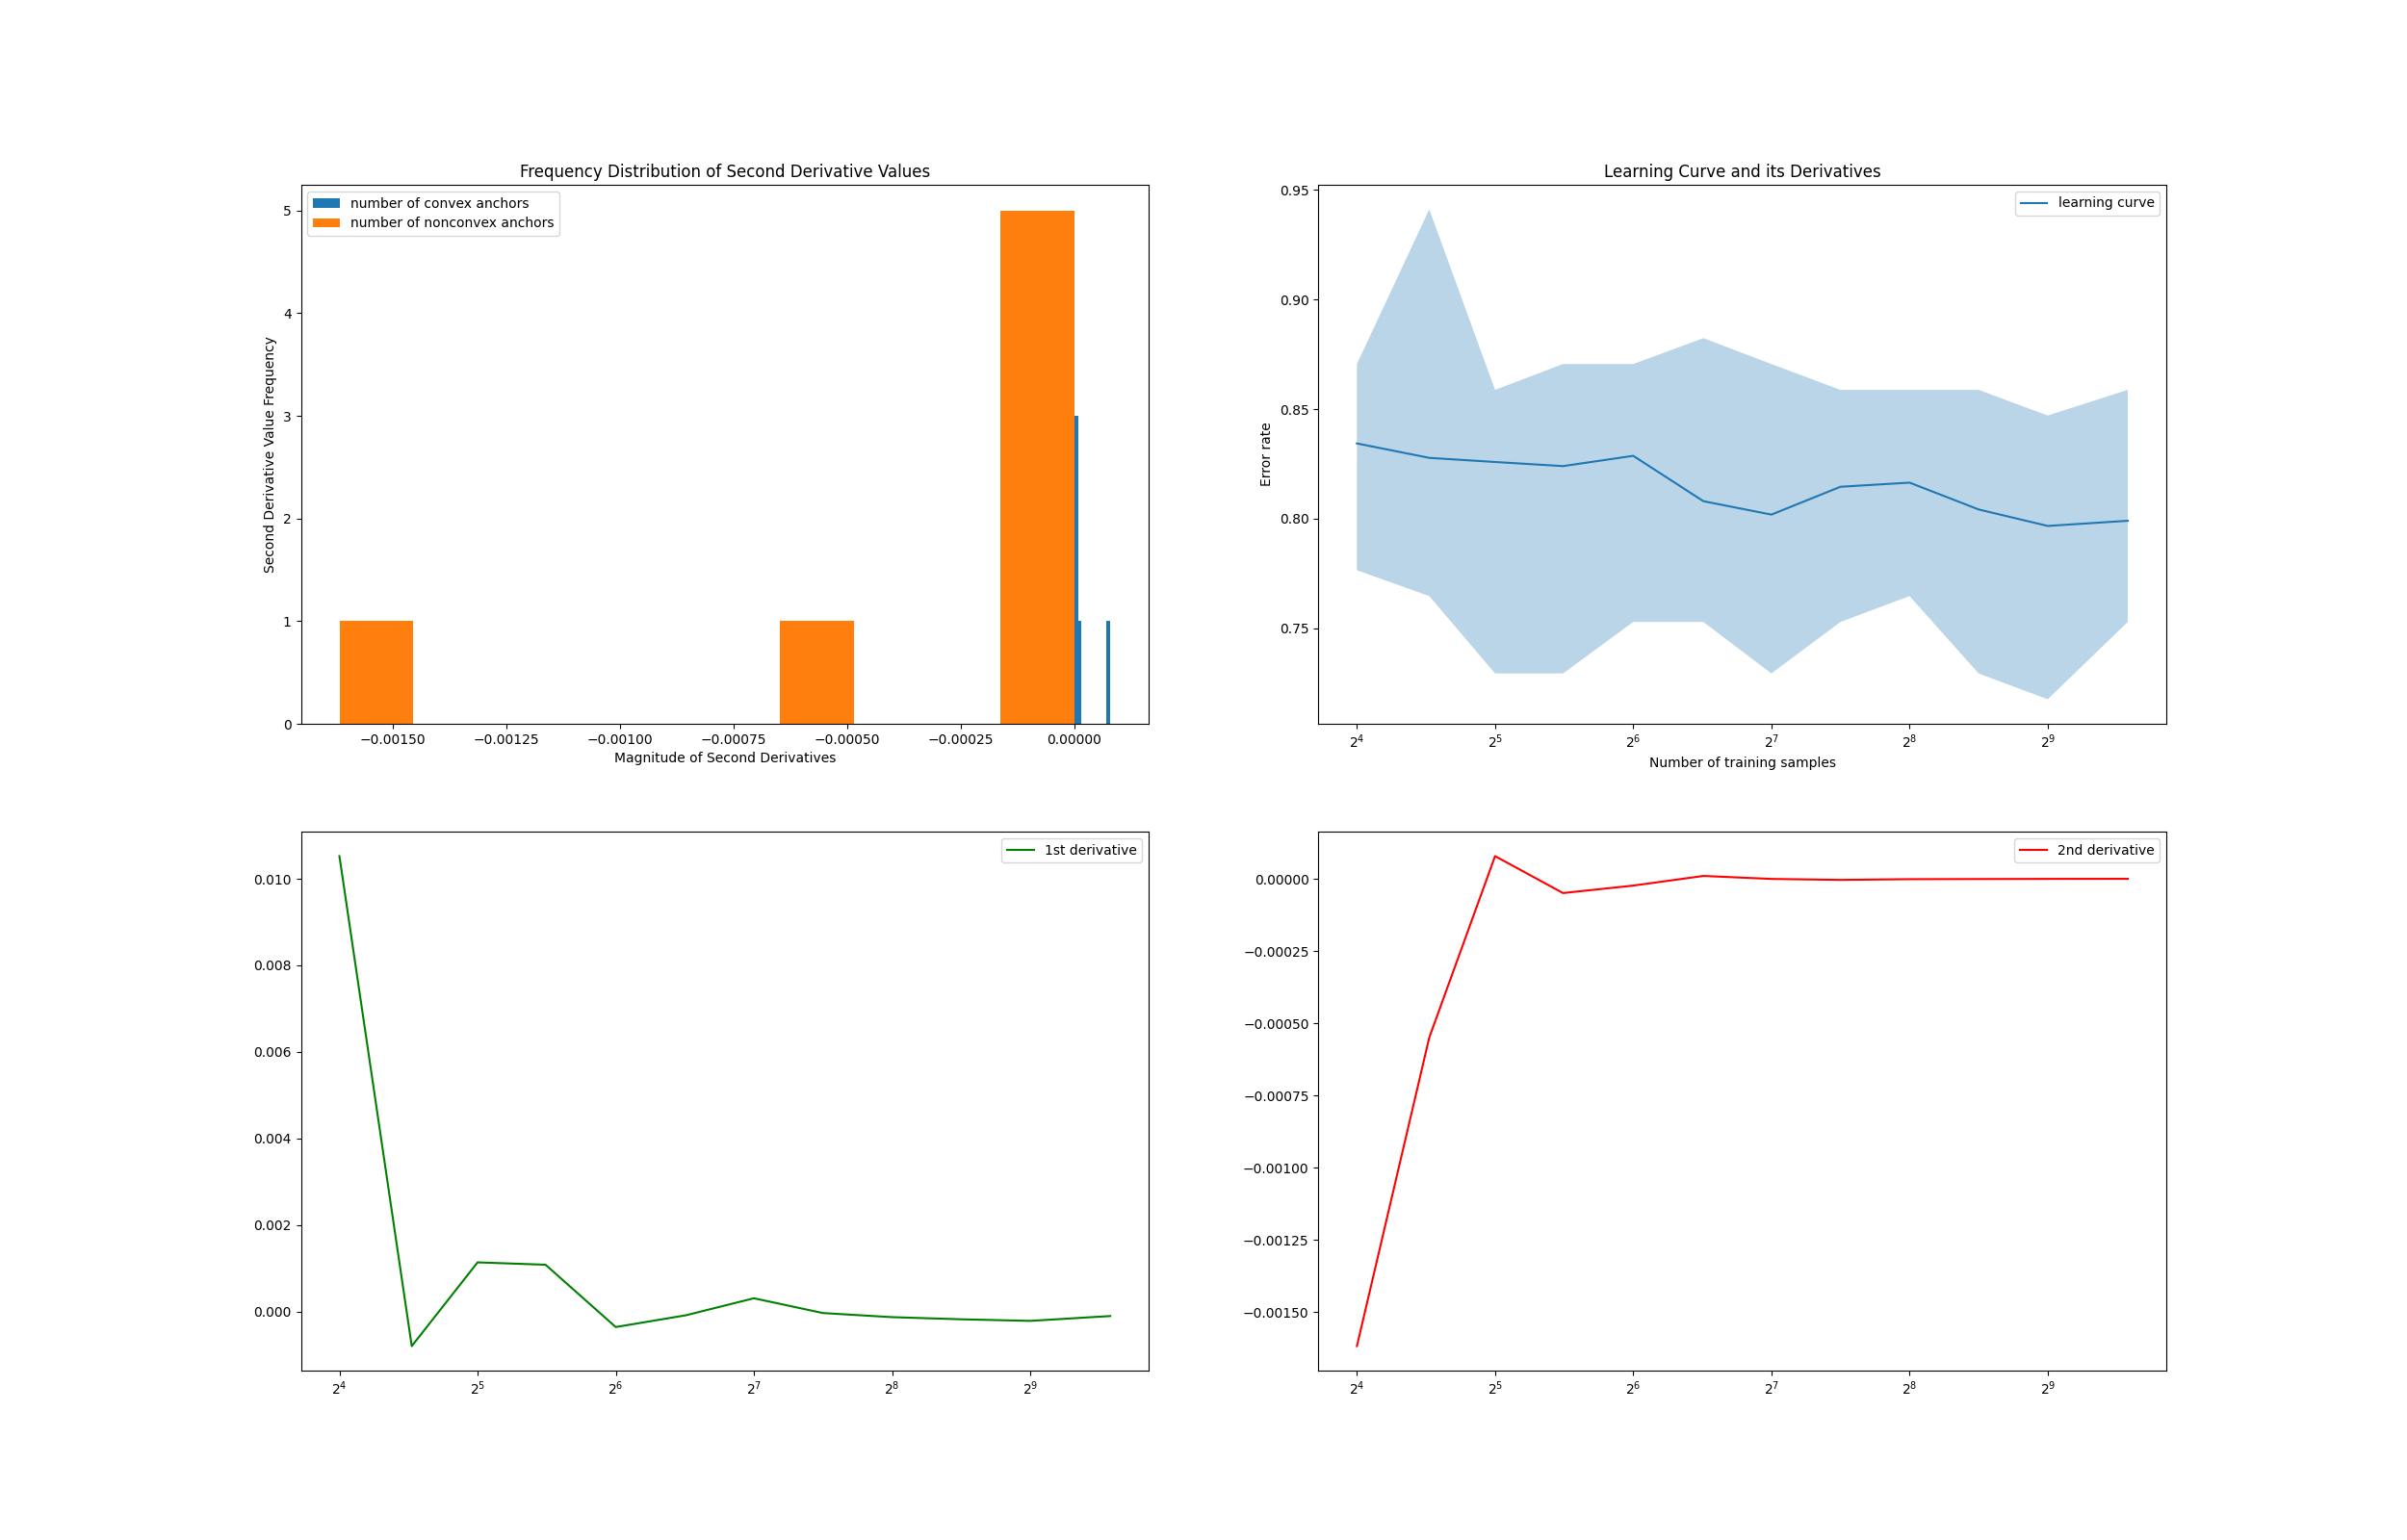 Frequency Distribution of Second Derivative Values
number of convex anchors
number of nonconvex anchors
5
4
3
2
1
0
Second Derivative Value Frequency
−0.00150 −0.00125 −0.00100 −0.00075 −0.00050 −0.00025 0.00000
Magnitude of Second Derivatives
Learning Curve and its Derivatives
learning curve
0.95
0.90
0.85
0.80
0.75
Error rate
2⁴ 2⁵ 2⁶ 2⁷ 2⁸ 2⁹
Number of training samples
1st derivative
0.010
0.008
0.006
0.004
0.002
0.000
2⁴ 2⁵ 2⁶ 2⁷ 2⁸ 2⁹
2nd derivative
0.00000
−0.00025
−0.00050
−0.00075
−0.00100
−0.00125
−0.00150
2⁴ 2⁵ 2⁶ 2⁷ 2⁸ 2⁹